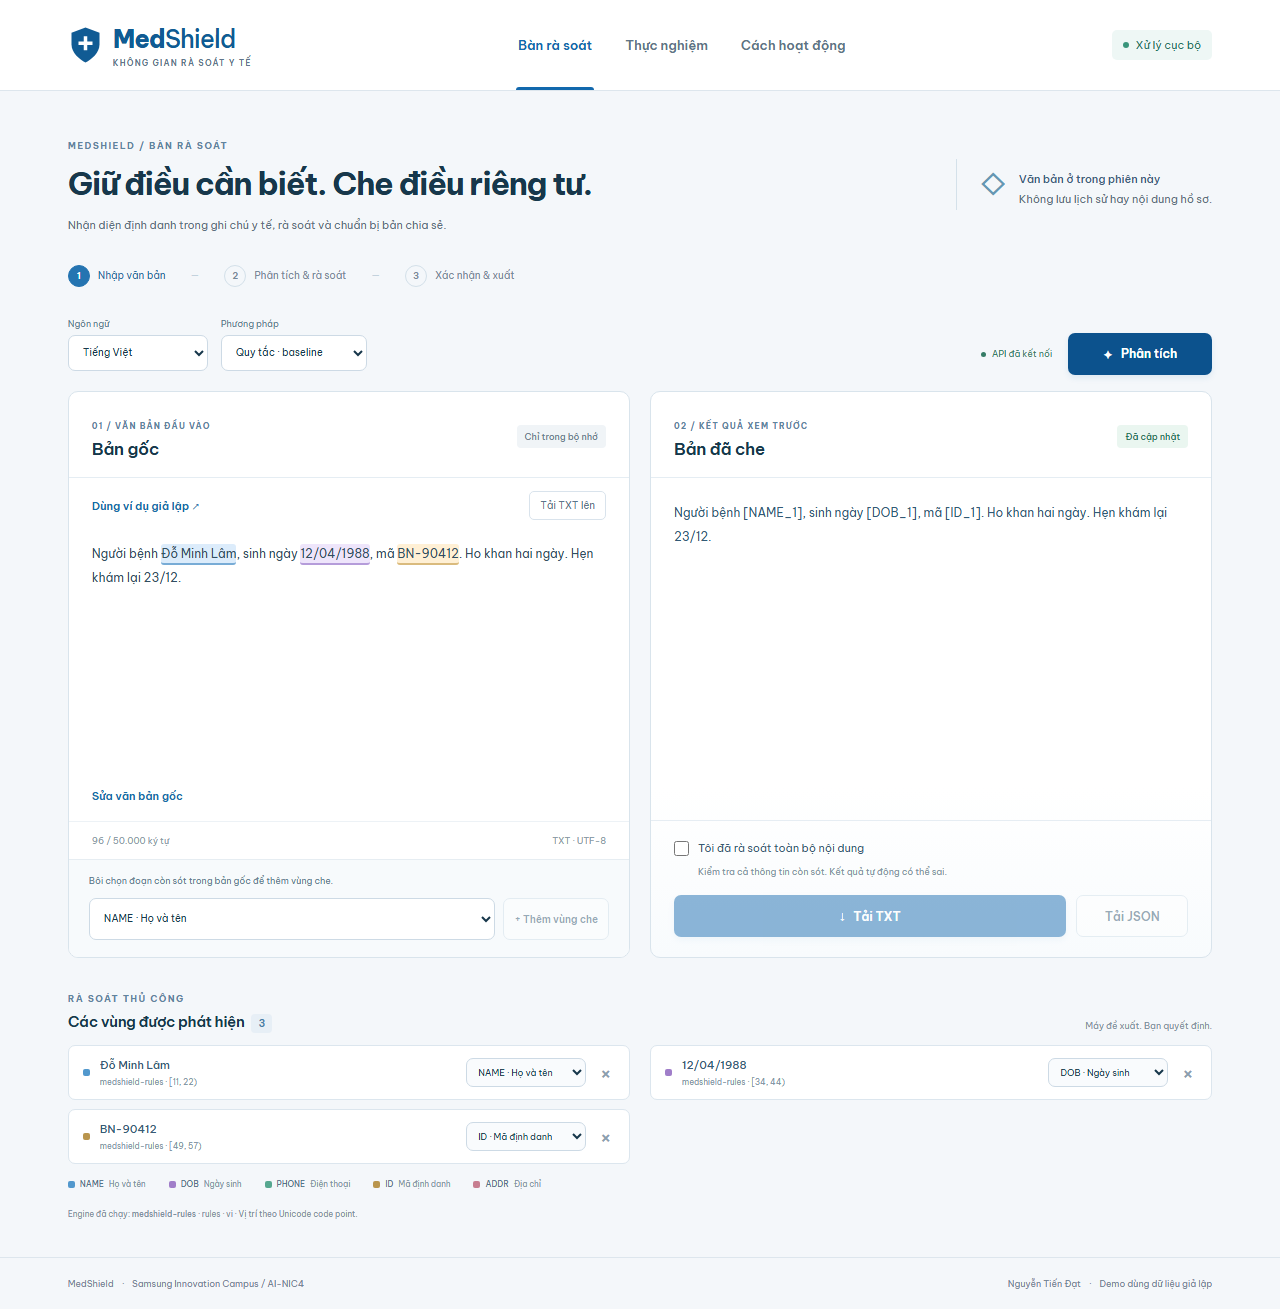 MedShield
KHÔNG GIAN RÀ SOÁT Y TẾ
Bàn rà soát
Thực nghiệm
Cách hoạt động
Xử lý cục bộ
MEDSHIELD / BÀN RÀ SOÁT
Giữ điều cần biết. Che điều riêng tư.
Nhận diện định danh trong ghi chú y tế, rà soát và chuẩn bị bản chia sẻ.
Văn bản ở trong phiên này
Không lưu lịch sử hay nội dung hồ sơ.
1 Nhập văn bản — 2 Phân tích & rà soát — 3 Xác nhận & xuất
Ngôn ngữ
Tiếng Việt
Phương pháp
Quy tắc · baseline
API đã kết nối
Phân tích
01 / VĂN BẢN ĐẦU VÀO
Bản gốc
Chỉ trong bộ nhớ
Dùng ví dụ giả lập ↗
Tải TXT lên
Người bệnh Đỗ Minh Lâm, sinh ngày 12/04/1988, mã BN-90412. Ho khan hai ngày. Hẹn
khám lại 23/12.
Sửa văn bản gốc
96 / 50.000 ký tự
TXT · UTF-8
Bôi chọn đoạn còn sót trong bản gốc để thêm vùng che.
NAME · Họ và tên
+ Thêm vùng che
02 / KẾT QUẢ XEM TRƯỚC
Bản đã che
Đã cập nhật
Người bệnh [NAME_1], sinh ngày [DOB_1], mã [ID_1]. Ho khan hai ngày. Hẹn khám lại
23/12.
Tôi đã rà soát toàn bộ nội dung
Kiểm tra cả thông tin còn sót. Kết quả tự động có thể sai.
↓ Tải TXT
Tải JSON
RÀ SOÁT THỦ CÔNG
Các vùng được phát hiện 3
Máy đề xuất. Bạn quyết định.
Đỗ Minh Lâm
medshield-rules · [11, 22)
NAME · Họ và tên
×
12/04/1988
medshield-rules · [34, 44)
DOB · Ngày sinh
×
BN-90412
medshield-rules · [49, 57)
ID · Mã định danh
×
NAME Họ và tên DOB Ngày sinh PHONE Điện thoại ID Mã định danh ADDR Địa chỉ
Engine đã chạy: medshield-rules · rules · vi · Vị trí theo Unicode code point.
MedShield · Samsung Innovation Campus / AI-NIC4
Nguyễn Tiến Đạt · Demo dùng dữ liệu giả lập